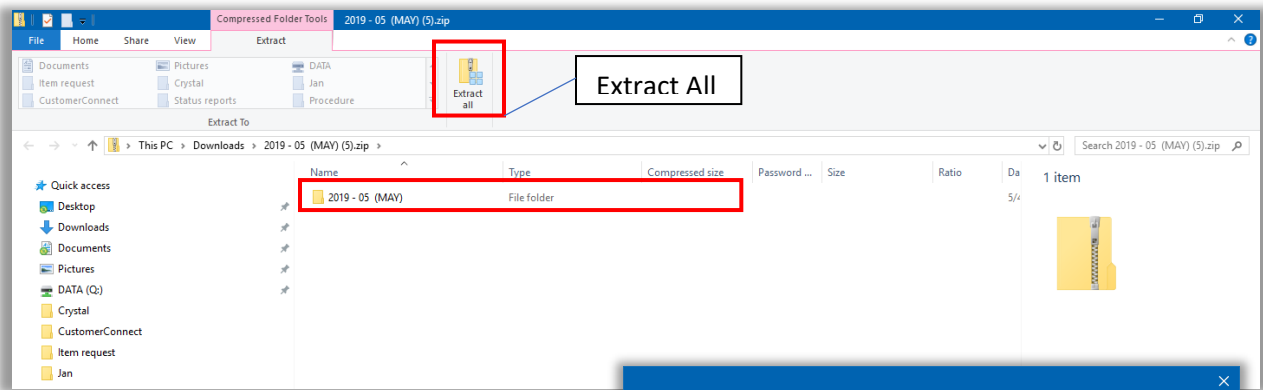 Compressed Folder Tools 2019 - 05 (MAY) (5).zip
File Home Share View Extract
Documents Pictures DATA
Item request Crystal Jan
CustomerConnect Status reports Procedure
Extract To
Extract
all
Extract All
This PC > Downloads > 2019 - 05 (MAY) (5).zip >
Search 2019 - 05 (MAY) (5).zip
Name Type Compressed size Password ... Size Ratio Da
2019 - 05 (MAY) File folder 5/4
1 item
Quick access
Desktop
Downloads
Documents
Pictures
DATA (Q:)
Crystal
CustomerConnect
Item request
Jan